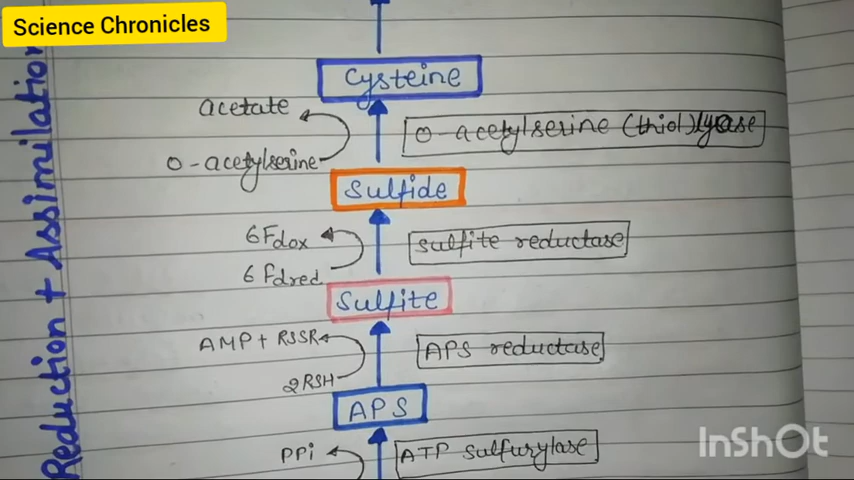 Science Chronicles
Reduction + Assimilation
Cysteine
acetate
O-acetylserine (thiol) lyase
O-acetylserine
Sulfide
6Fdox
sulfite reductase
6Fdred
Sulfite
AMP + RSSR
APS reductase
2RSH
APS
PPi
ATP sulfurylase
InShOt